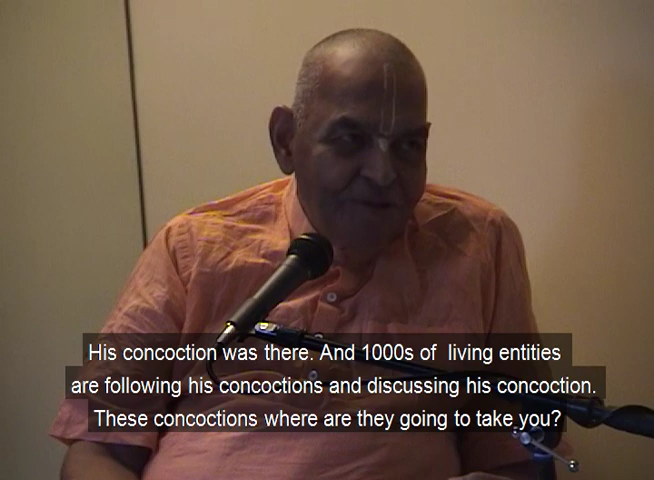 His concoction was there. And 1000s of  living entities
are following his concoctions and discussing his concoction.
These concoctions where are they going to take you?